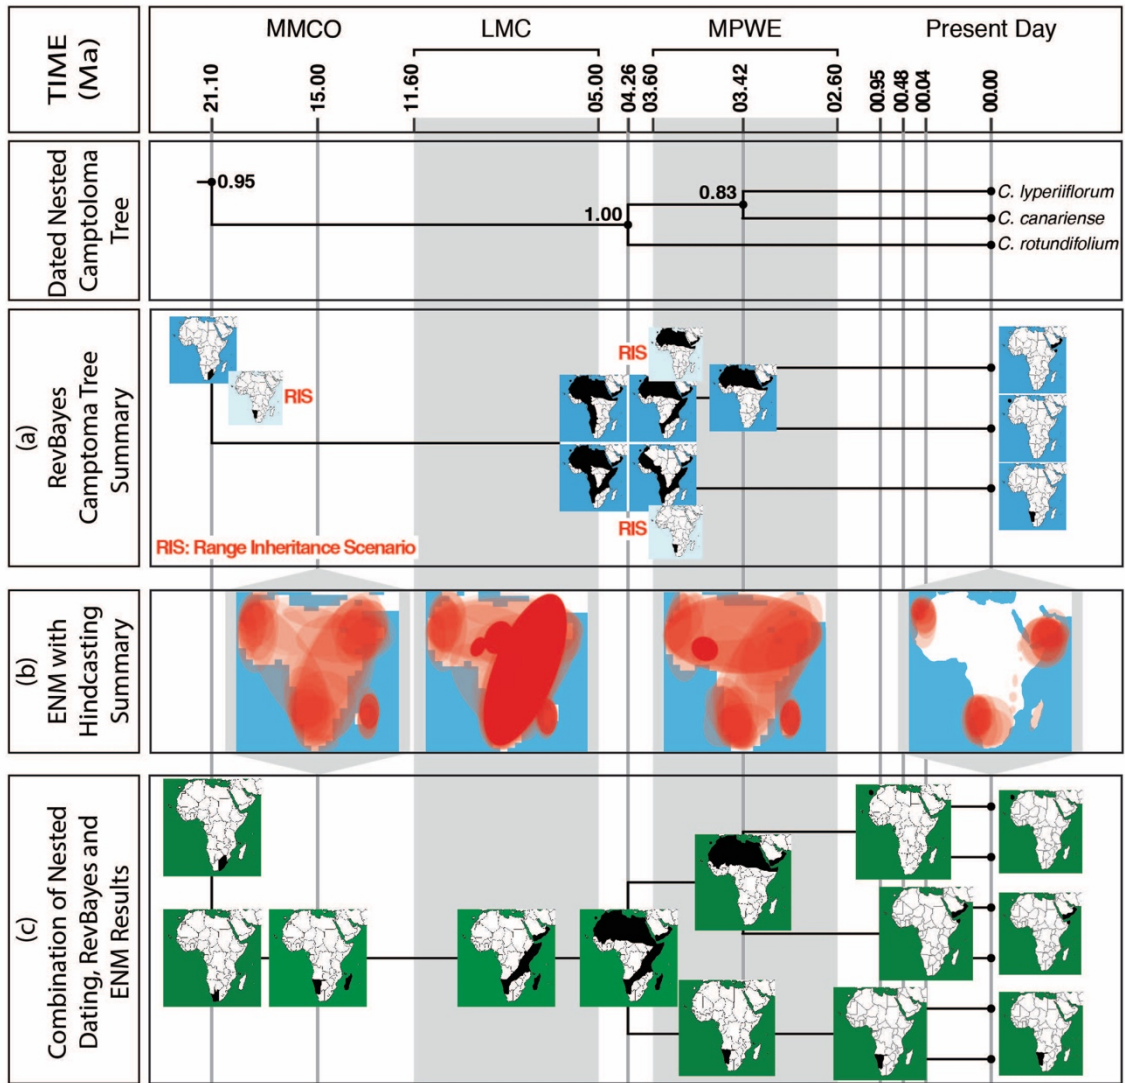 TIME
(Ma)
MMCO
LMC
MPWE
Present Day
21.10
15.00
11.60
05.00
04.26
03.60
03.42
02.60
00.95
00.48
00.04
00.00
Dated Nested
Camptoloma
Tree
0.95
1.00
0.83
C. lyperiiflorum
C. canariense
C. rotundifolium
(a)
RevBayes
Camptoma Tree
Summary
RIS
RIS
RIS
RIS: Range Inheritance Scenario
(b)
ENM with
Hindcasting
Summary
(c)
Combination of Nested
Dating, RevBayes and
ENM Results